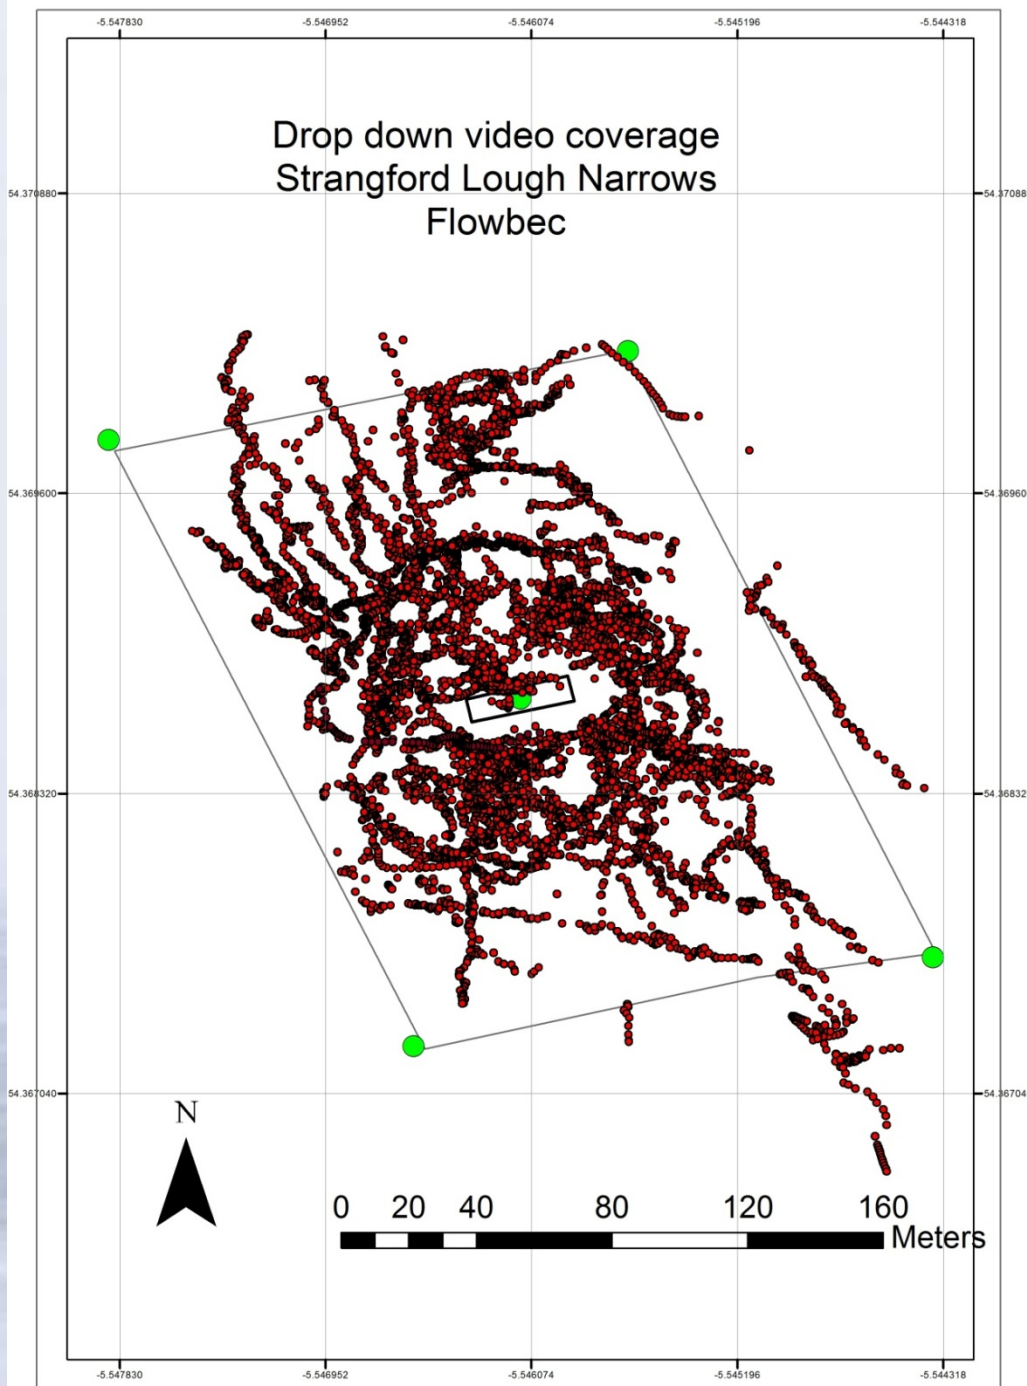 -5.547830 -5.546952 -5.546074 -5.545196 -5.544318
Drop down video coverage
Strangford Lough Narrows
Flowbec
54.370880 54.37088
54.369600 54.36960
54.368320 54.36832
54.367040 54.36704
N
0 20 40 80 120 160
Meters
-5.547830 -5.546952 -5.546074 -5.545196 -5.544318